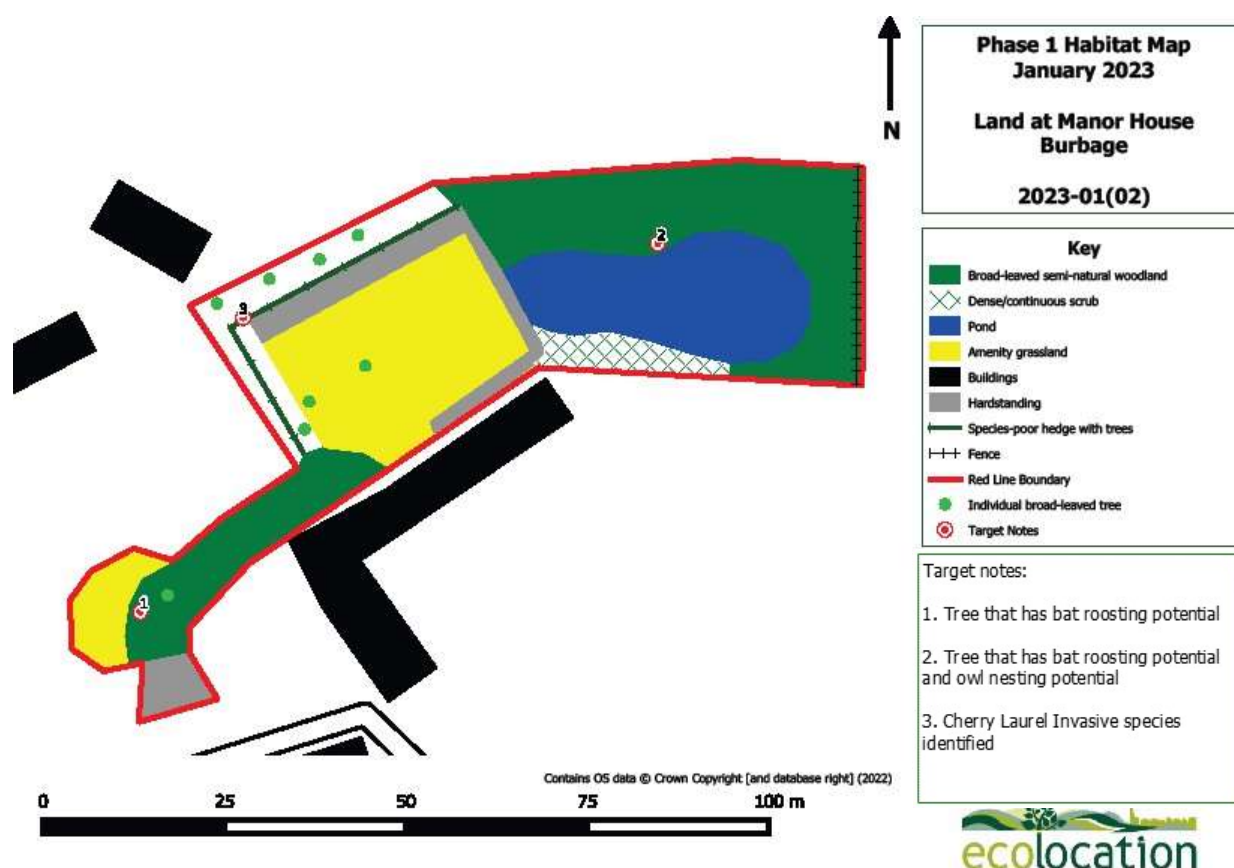 Phase 1 Habitat Map
January 2023
Land at Manor House
Burbage
2023-01(02)
N
Key
Broad-leaved semi-natural woodland
Dense/continuous scrub
Pond
Amenity grassland
Buildings
Hardstanding
Species-poor hedge with trees
Fence
Red Line Boundary
Individual broad-leaved tree
Target Notes
2
3
1
Target notes:
1. Tree that has bat roosting potential
2. Tree that has bat roosting potential
and owl nesting potential
3. Cherry Laurel Invasive species
identified
Contains OS data © Crown Copyright [and database right] (2022)
0 25 50 75 100 m
ecolocation